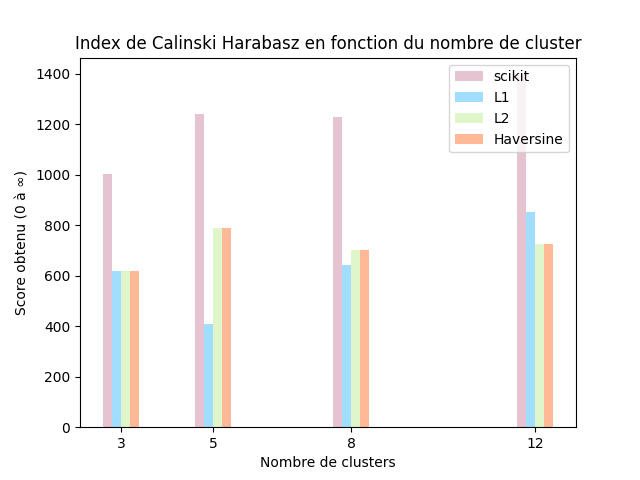 Index de Calinski Harabasz en fonction du nombre de cluster
1400
1200
1000
800
600
400
200
0
Score obtenu (0 à ∞)
scikit
L1
L2
Haversine
3 5 8 12
Nombre de clusters